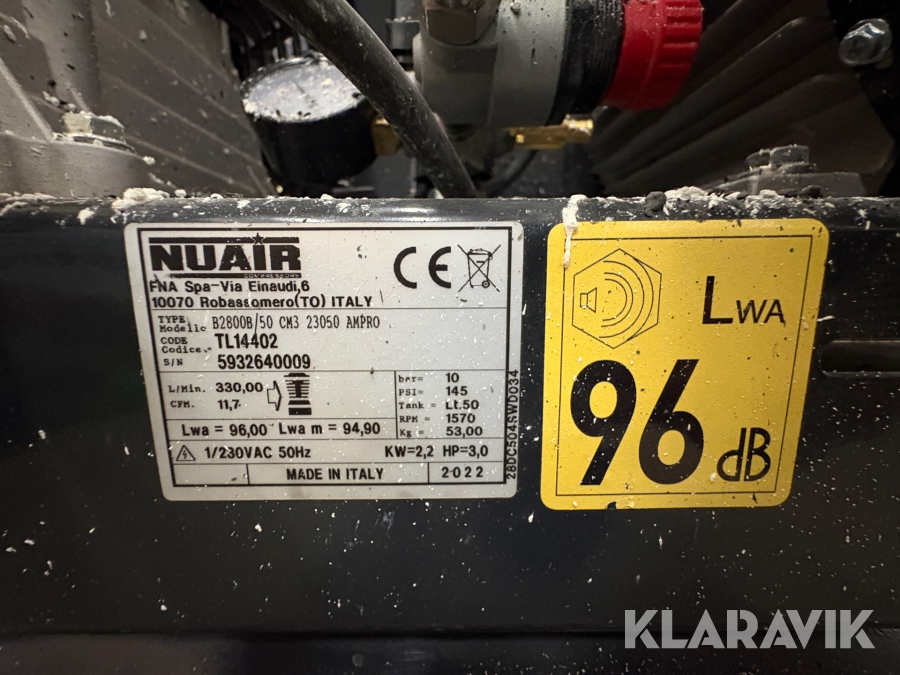 NUAIR
COMPRESSORS
FNA Spa-Via Einaudi,6
10070 Robassomero(TO) ITALY
CE
TYPE
Modello B2800B/50 CM3 23050 AMPRO
CODE
Codice. TL14402
S/N 5932640009
L/Min. 330,00
CFM. 11,7
bar= 10
PSI= 145
Tank = Lt.50
RPM = 1570
Kg = 53,00
Lwa = 96,00 Lwa m = 94,90
1/230VAC 50Hz KW=2,2 HP=3,0
MADE IN ITALY 2022
28DC504SWD034
LWA
96 dB
KLARAVIK